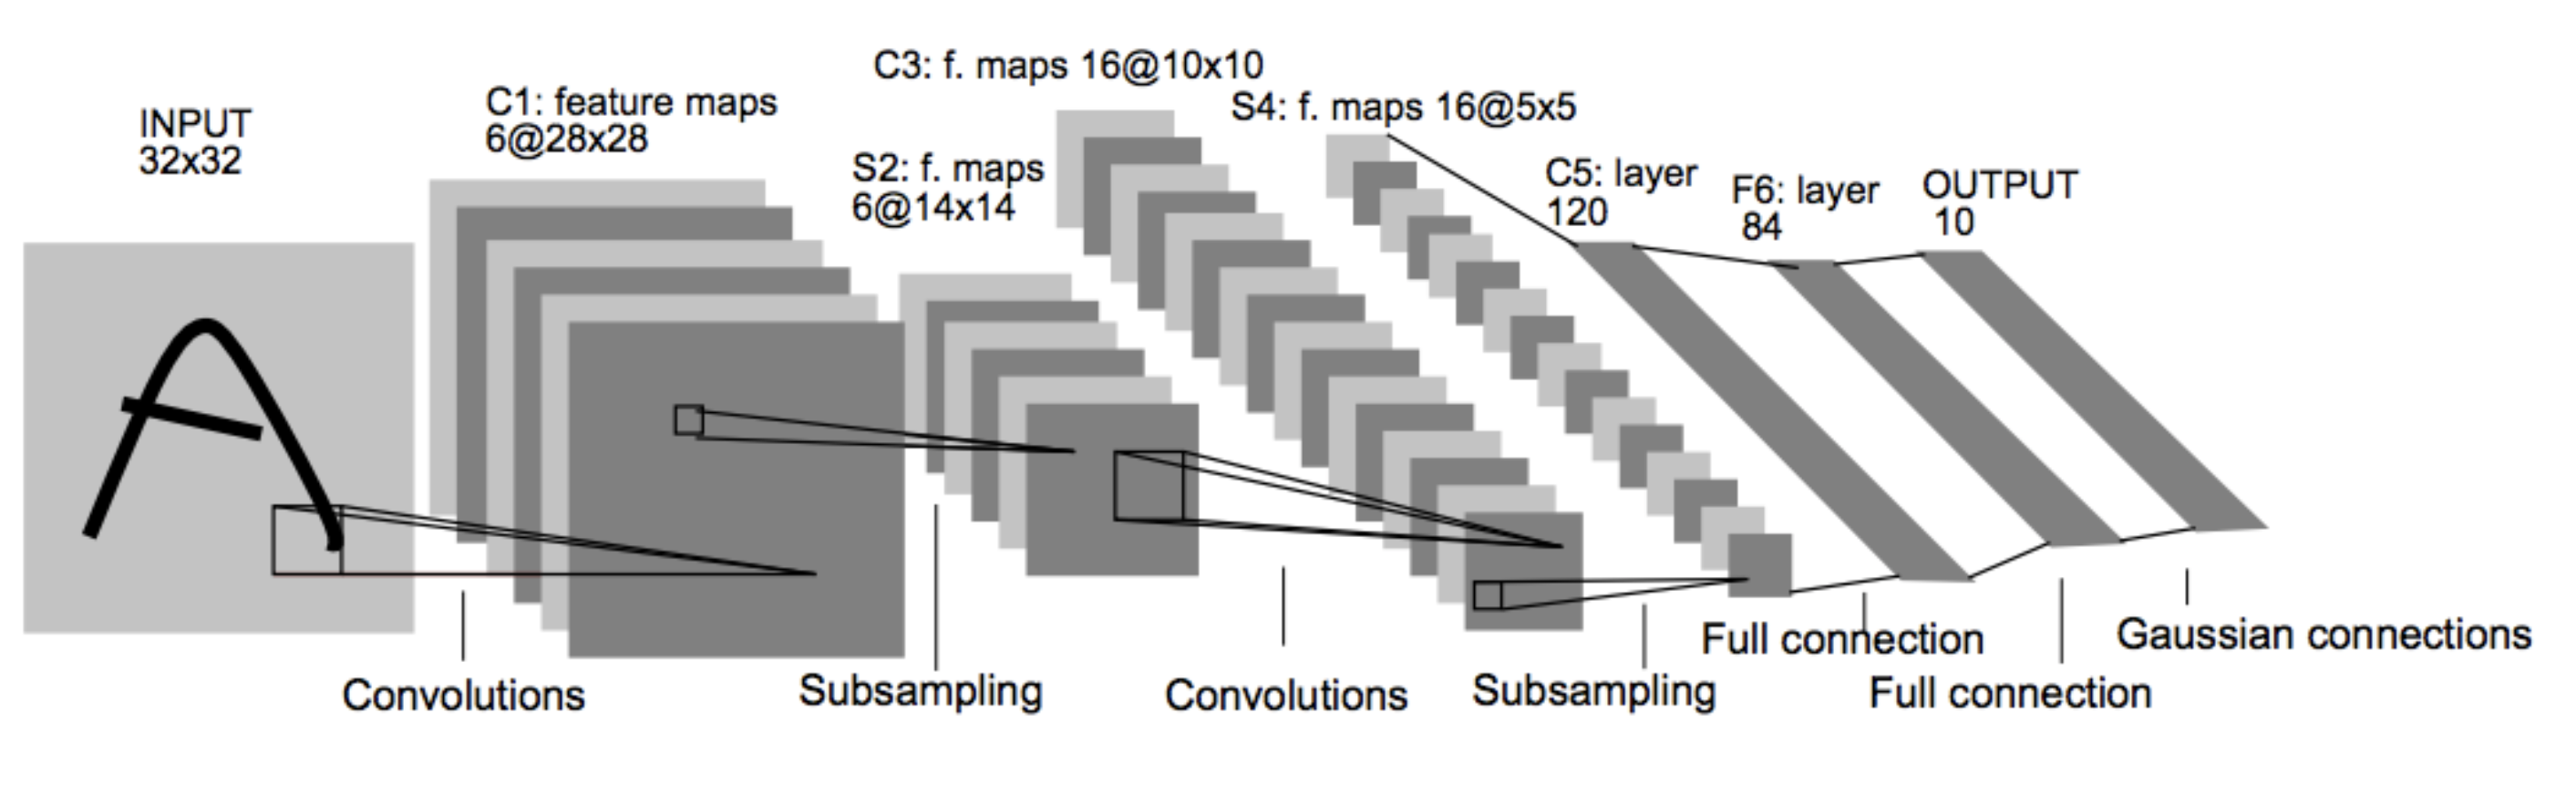 INPUT
32x32
C1: feature maps
6@28x28
S2: f. maps
6@14x14
C3: f. maps 16@10x10
S4: f. maps 16@5x5
C5: layer
120
F6: layer
84
OUTPUT
10
Convolutions
Subsampling
Convolutions
Subsampling
Full connection
Full connection
Gaussian connections